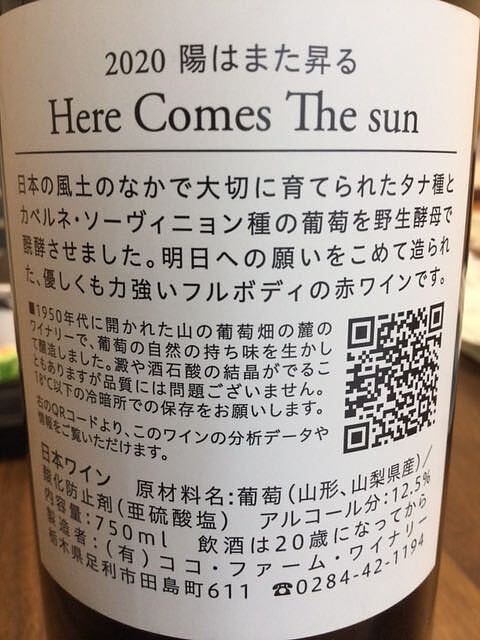 2020 陽はまた昇る
Here Comes The sun
日本の風土のなかで大切に育てられたタナ種と
カベルネ・ソーヴィニョン種の葡萄を野生酵母で
醗酵させました。明日への願いをこめて造られ
た、優しくも力強いフルボディの赤ワインです。
■1950年代に開かれた山の葡萄畑の麓の
ワイナリーで、葡萄の自然の持ち味を生かし
て醸造しました。澱や酒石酸の結晶がでるこ
ともありますが品質には問題ございません。
18℃以下の冷暗所での保存をお願いします。
右のQRコードより、このワインの分析データや
情報をご覧いただけます。
日本ワイン 原材料名:葡萄(山形、山梨県産)/
酸化防止剤(亜硫酸塩) アルコール分:12.5%
内容量:750ml 飲酒は20歳になってから
製造者:(有)ココ・ファーム・ワイナリー
栃木県足利市田島町611 ☎0284-42-1194